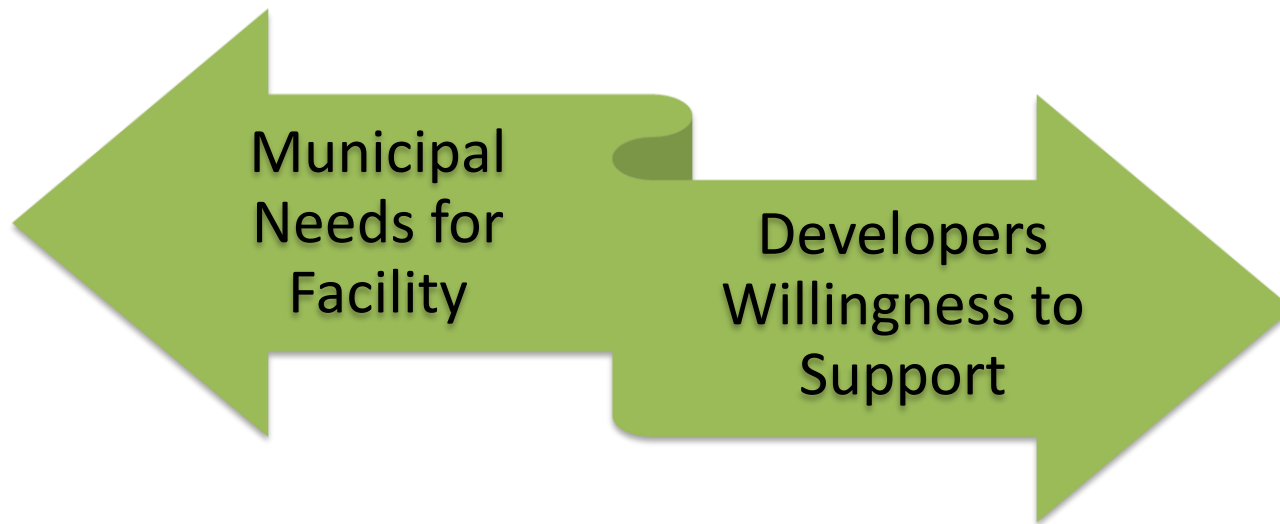 Municipal
Needs for
Facility
Developers
Willingness to
Support